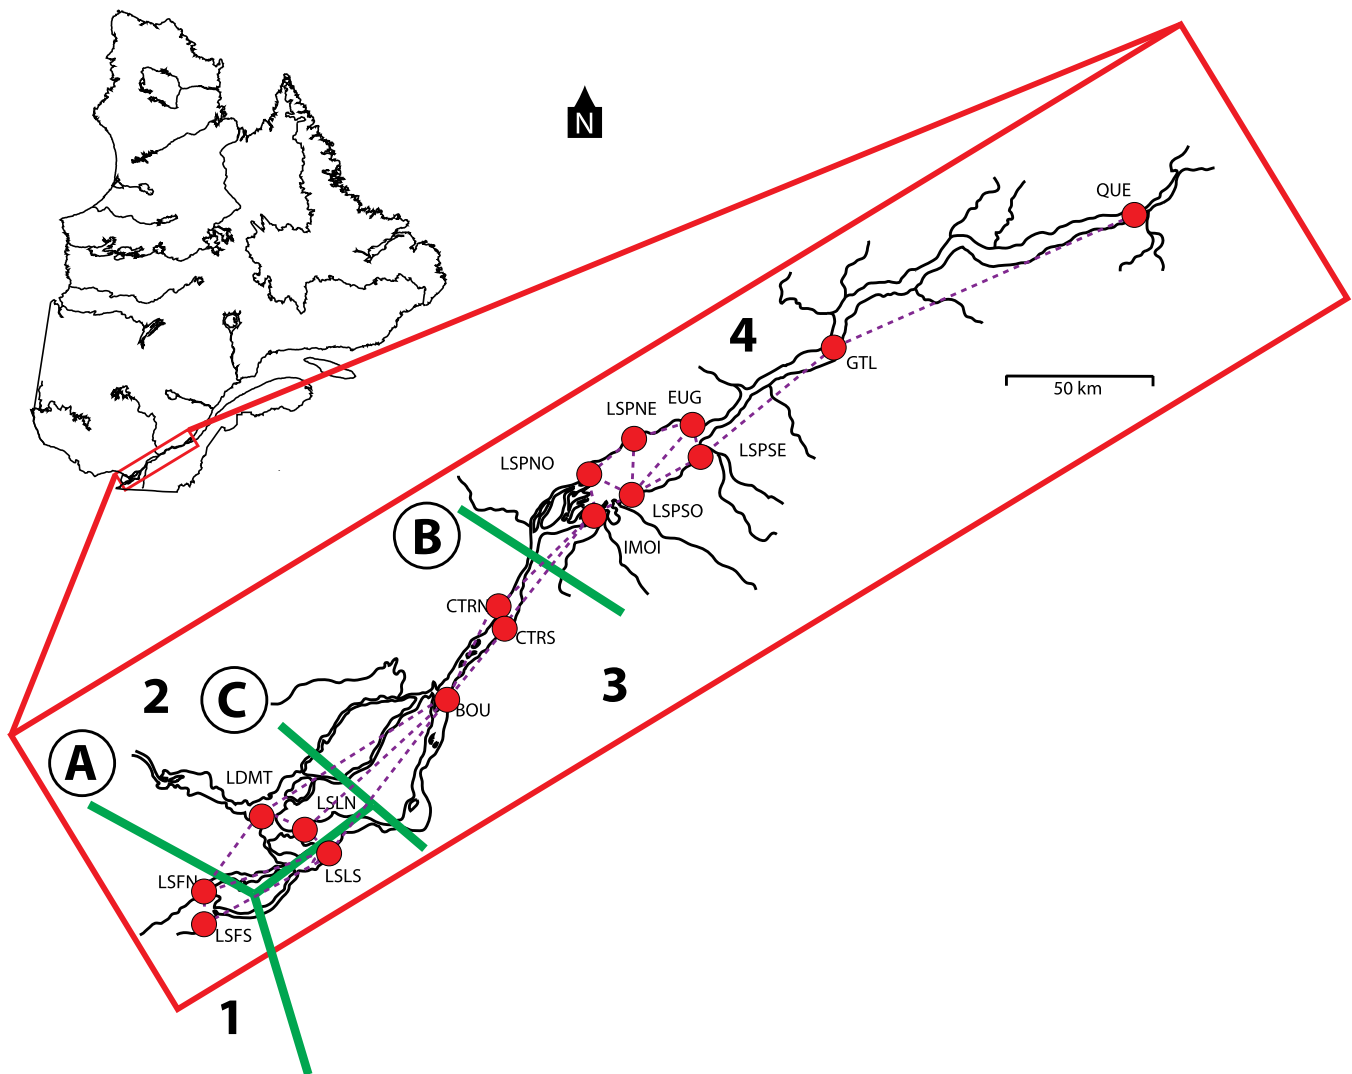 N
QUE
4
GTL
50 km
EUG
LSPNE
LSPSE
LSPNO
LSPSO
B
IMOI
CTRN
CTRS
3
2
C
BOU
A
LDMT
LSLN
LSLS
LSFN
LSFS
1